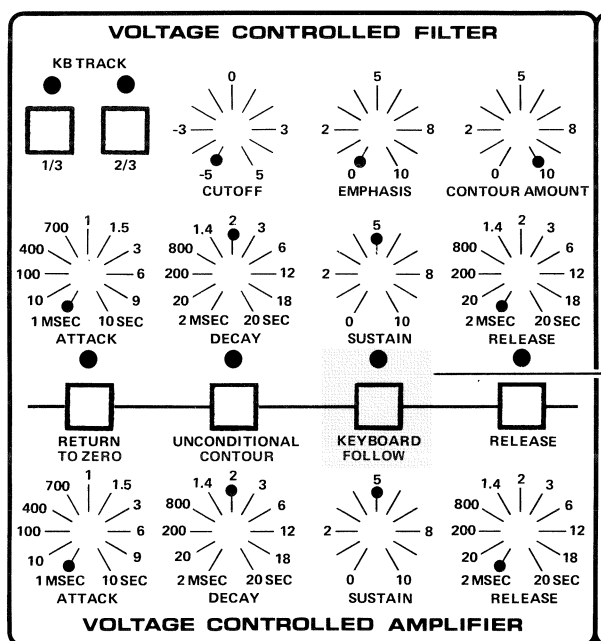 VOLTAGE CONTROLLED FILTER
KB TRACK
1/3 2/3
0
-3 3
-5 5
CUTOFF
5
2 8
0 10
EMPHASIS
5
2 8
0 10
CONTOUR AMOUNT
1
700 1.5
400 3
100 6
10 9
1 MSEC 10 SEC
ATTACK
2
1.4 3
800 6
200 12
20 18
2 MSEC 20 SEC
DECAY
5
2 8
0 10
SUSTAIN
2
1.4 3
800 6
200 12
20 18
2 MSEC 20 SEC
RELEASE
RETURN
TO ZERO
UNCONDITIONAL
CONTOUR
KEYBOARD
FOLLOW
RELEASE
1
700 1.5
400 3
100 6
10 9
1 MSEC 10 SEC
ATTACK
2
1.4 3
800 6
200 12
20 18
2 MSEC 20 SEC
DECAY
5
2 8
0 10
SUSTAIN
2
1.4 3
800 6
200 12
20 18
2 MSEC 20 SEC
RELEASE
VOLTAGE CONTROLLED AMPLIFIER